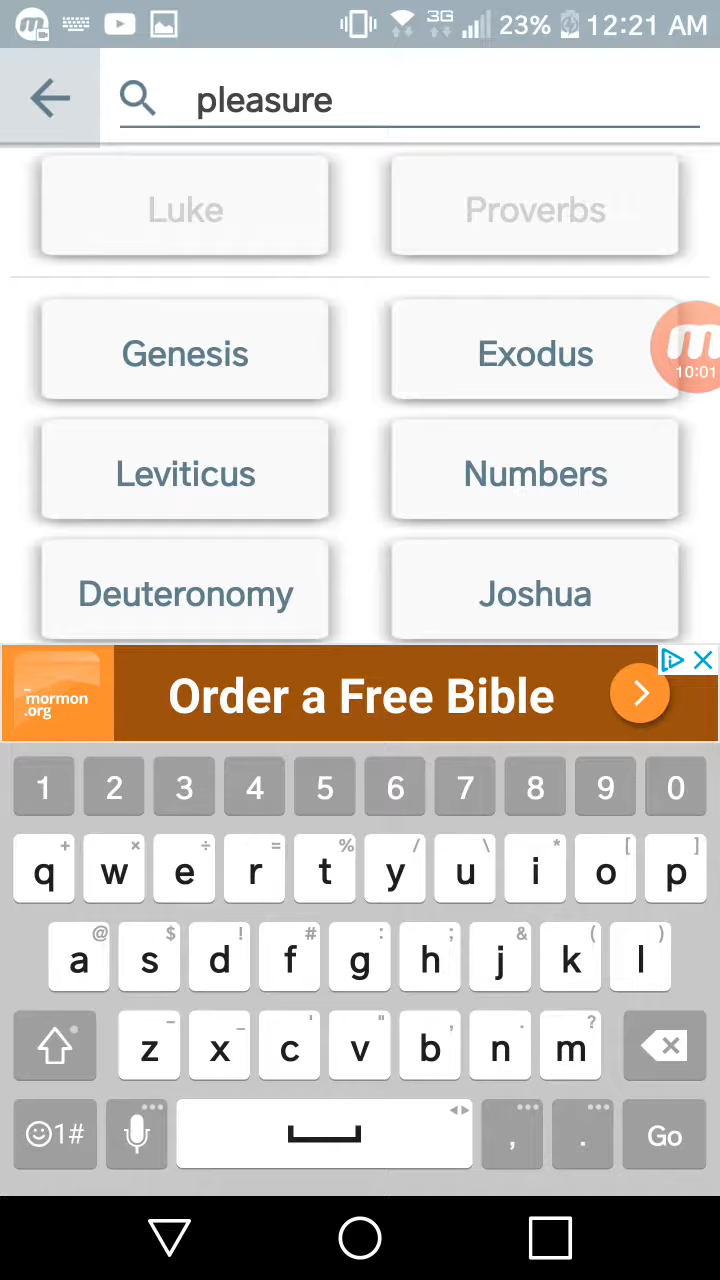 3G 23% 12:21 AM
pleasure
Luke Proverbs
Genesis Exodus
m 10:01
Leviticus Numbers
Deuteronomy Joshua
mormon
.org
Order a Free Bible
1 2 3 4 5 6 7 8 9 0
+ × ÷ = % / \ * [ ]
q w e r t y u i o p
@ $ ! # : ; & ( )
a s d f g h j k l
- _ ' " , . ?
z x c v b n m
1# , . Go